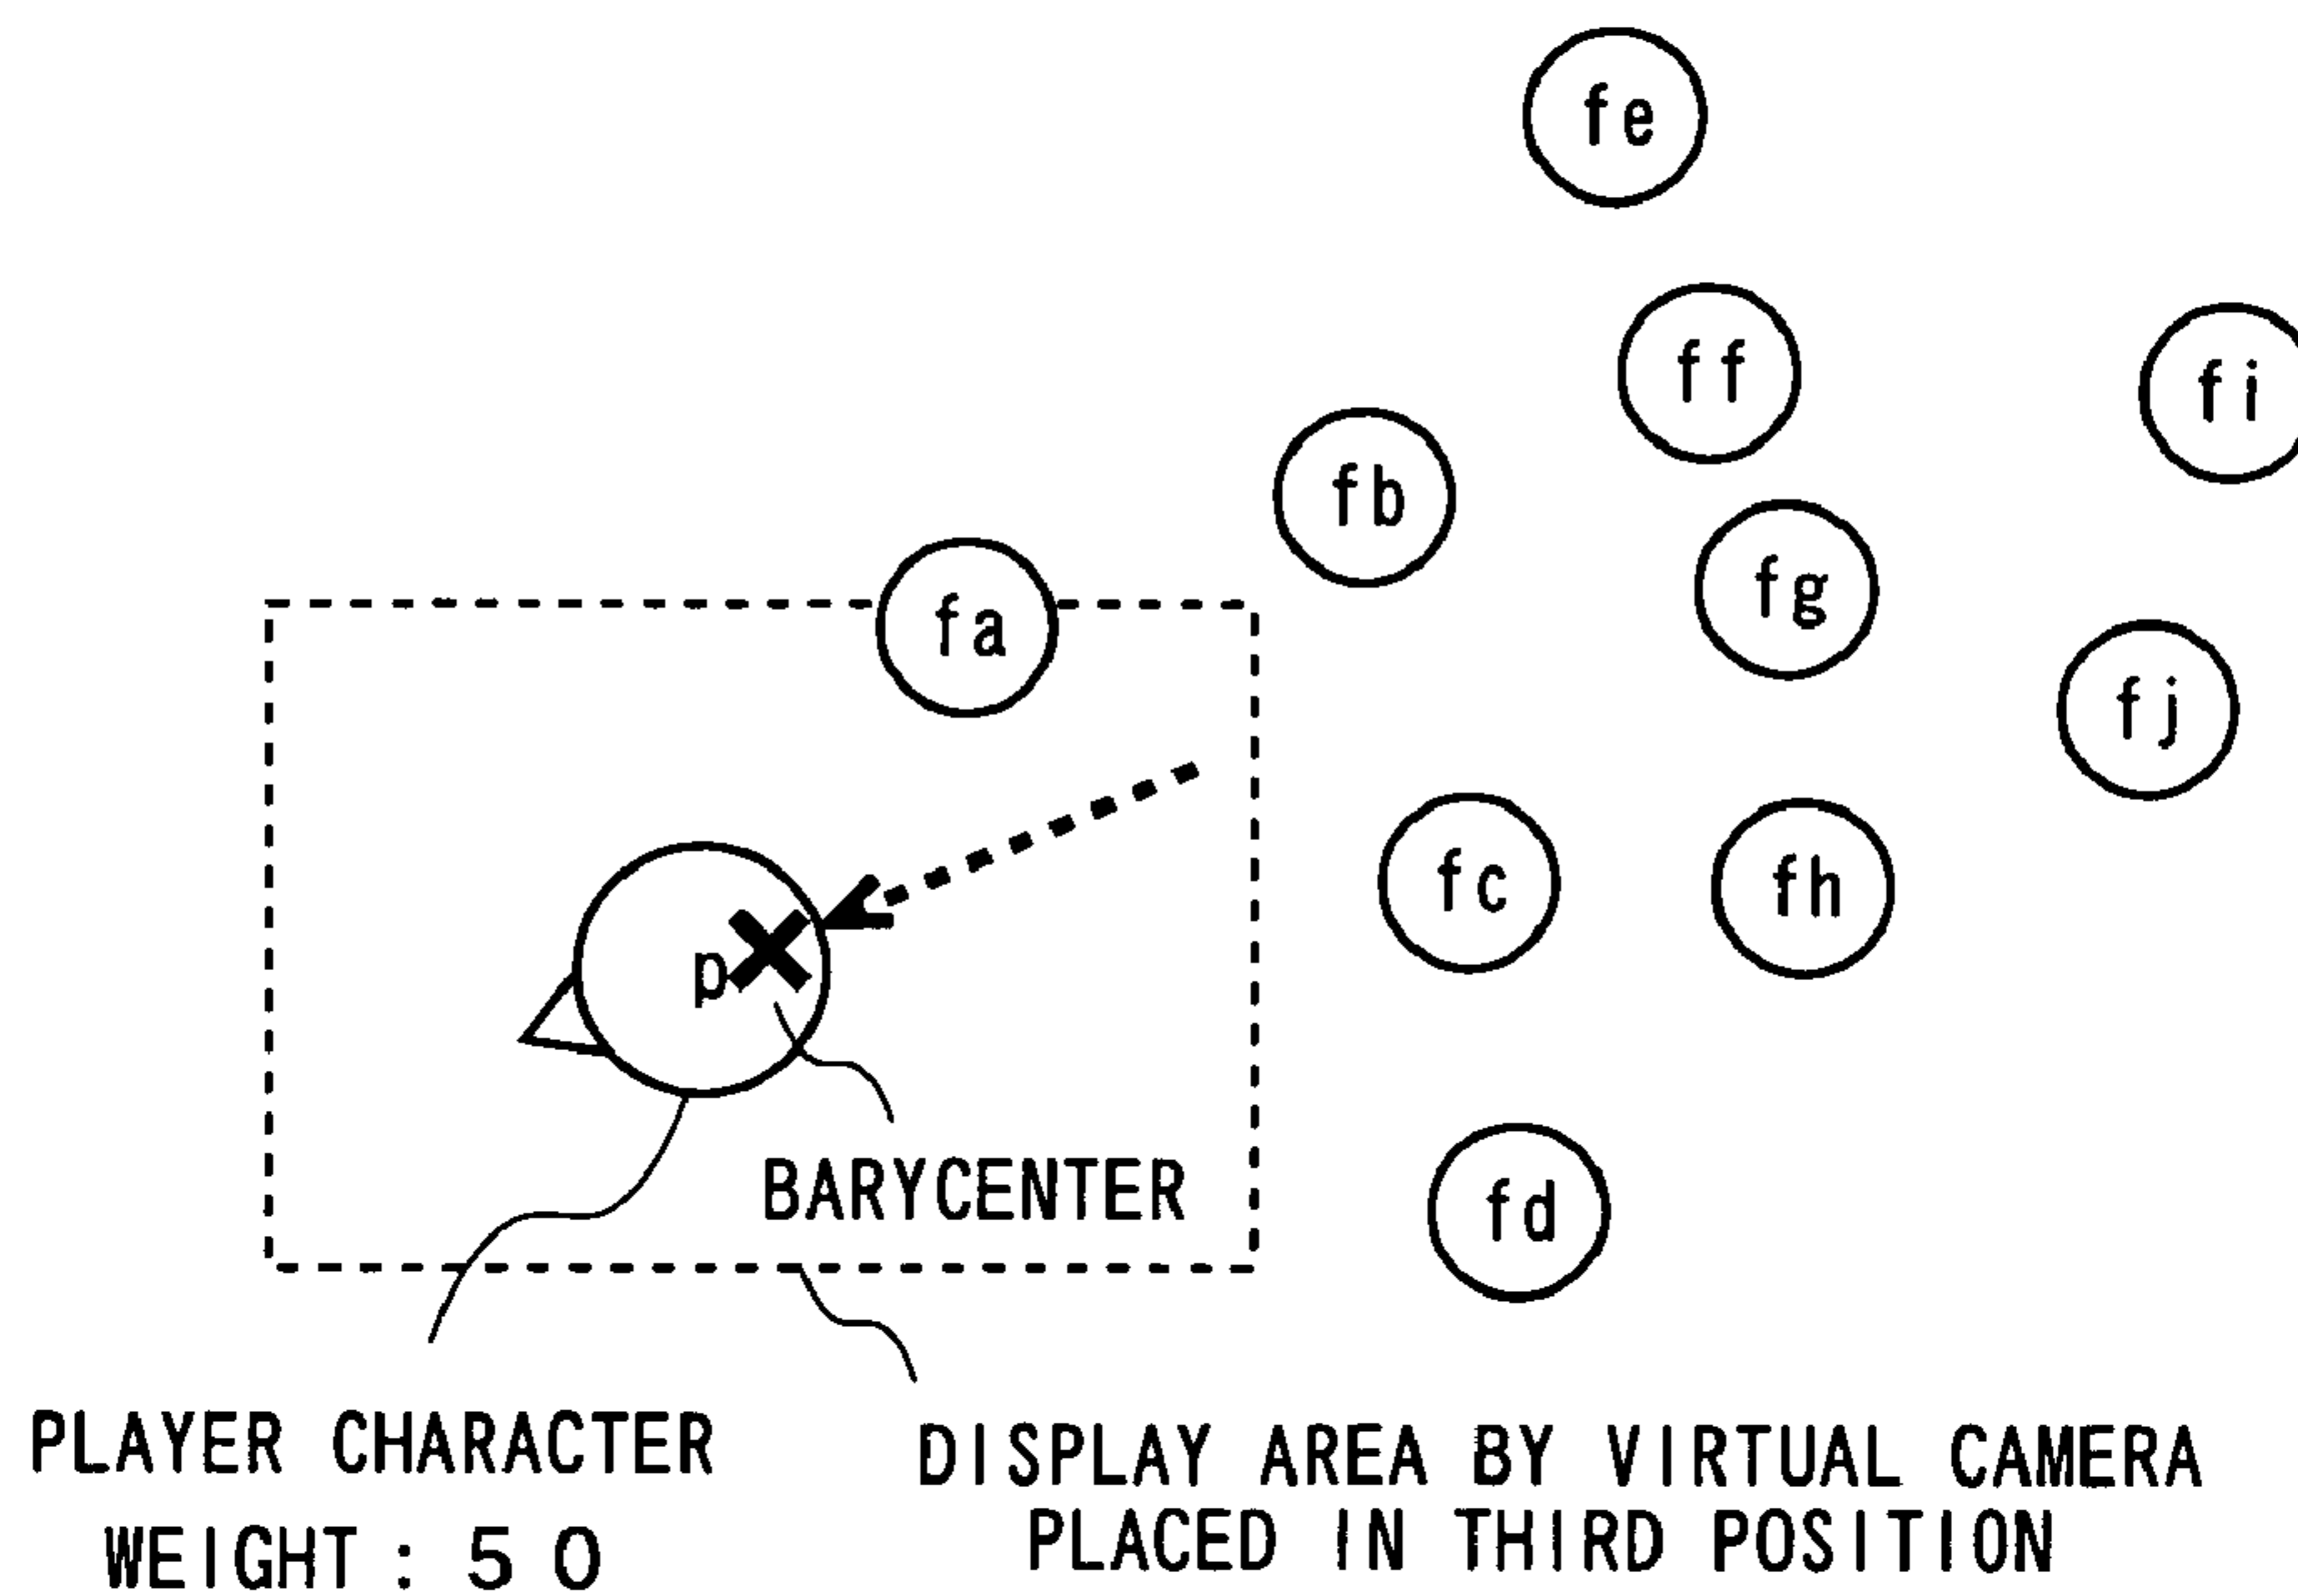 fe
ff
fi
fb
fg
fa
fj
fc
fh
p
BARYCENTER
fd
PLAYER CHARACTER
WEIGHT: 50
DISPLAY AREA BY VIRTUAL CAMERA
PLACED IN THIRD POSITION